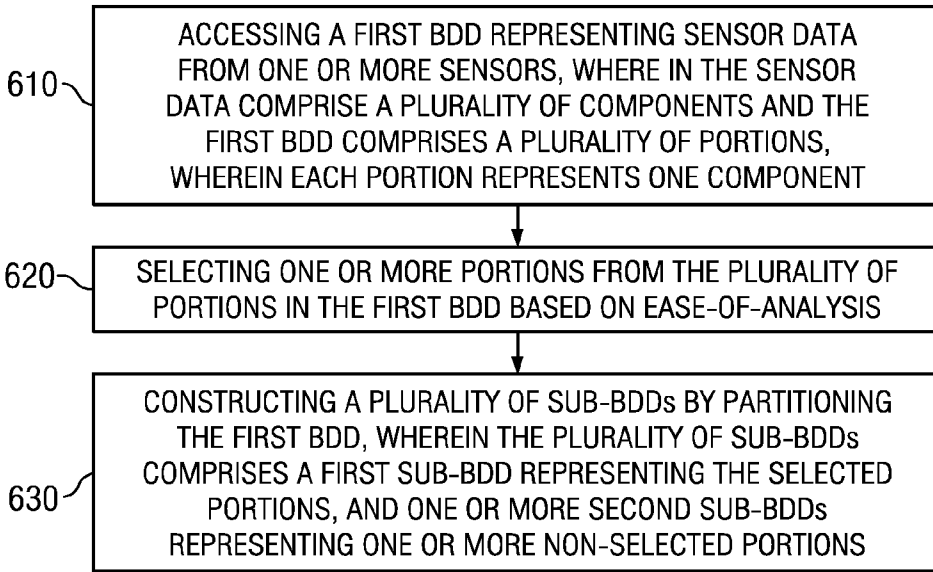 610
ACCESSING A FIRST BDD REPRESENTING SENSOR DATA
FROM ONE OR MORE SENSORS, WHERE IN THE SENSOR
DATA COMPRISE A PLURALITY OF COMPONENTS AND THE
FIRST BDD COMPRISES A PLURALITY OF PORTIONS,
WHEREIN EACH PORTION REPRESENTS ONE COMPONENT
620
SELECTING ONE OR MORE PORTIONS FROM THE PLURALITY OF
PORTIONS IN THE FIRST BDD BASED ON EASE-OF-ANALYSIS
630
CONSTRUCTING A PLURALITY OF SUB-BDDs BY PARTITIONING
THE FIRST BDD, WHEREIN THE PLURALITY OF SUB-BDDs
COMPRISES A FIRST SUB-BDD REPRESENTING THE SELECTED
PORTIONS, AND ONE OR MORE SECOND SUB-BDDs
REPRESENTING ONE OR MORE NON-SELECTED PORTIONS